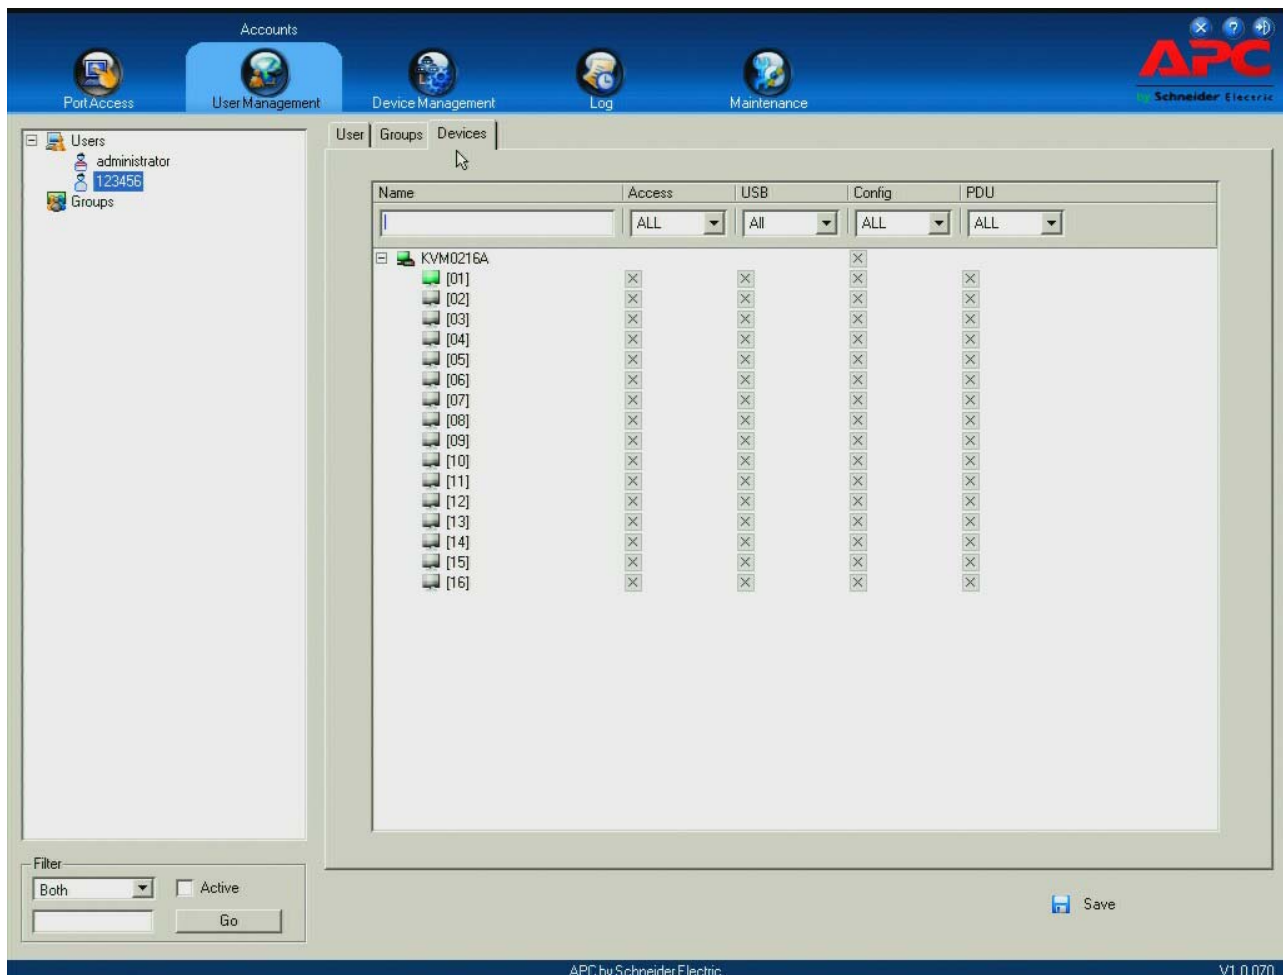 Accounts
APC
by Schneider Electric
Port Access User Management Device Management Log Maintenance
Users
administrator
123456
Groups
User Groups Devices
Name Access USB Config PDU
ALL All ALL ALL
KVM0216A
[01]
[02]
[03]
[04]
[05]
[06]
[07]
[08]
[09]
[10]
[11]
[12]
[13]
[14]
[15]
[16]
Filter
Both Active
Go
Save
APC by Schneider Electric V1.0.070